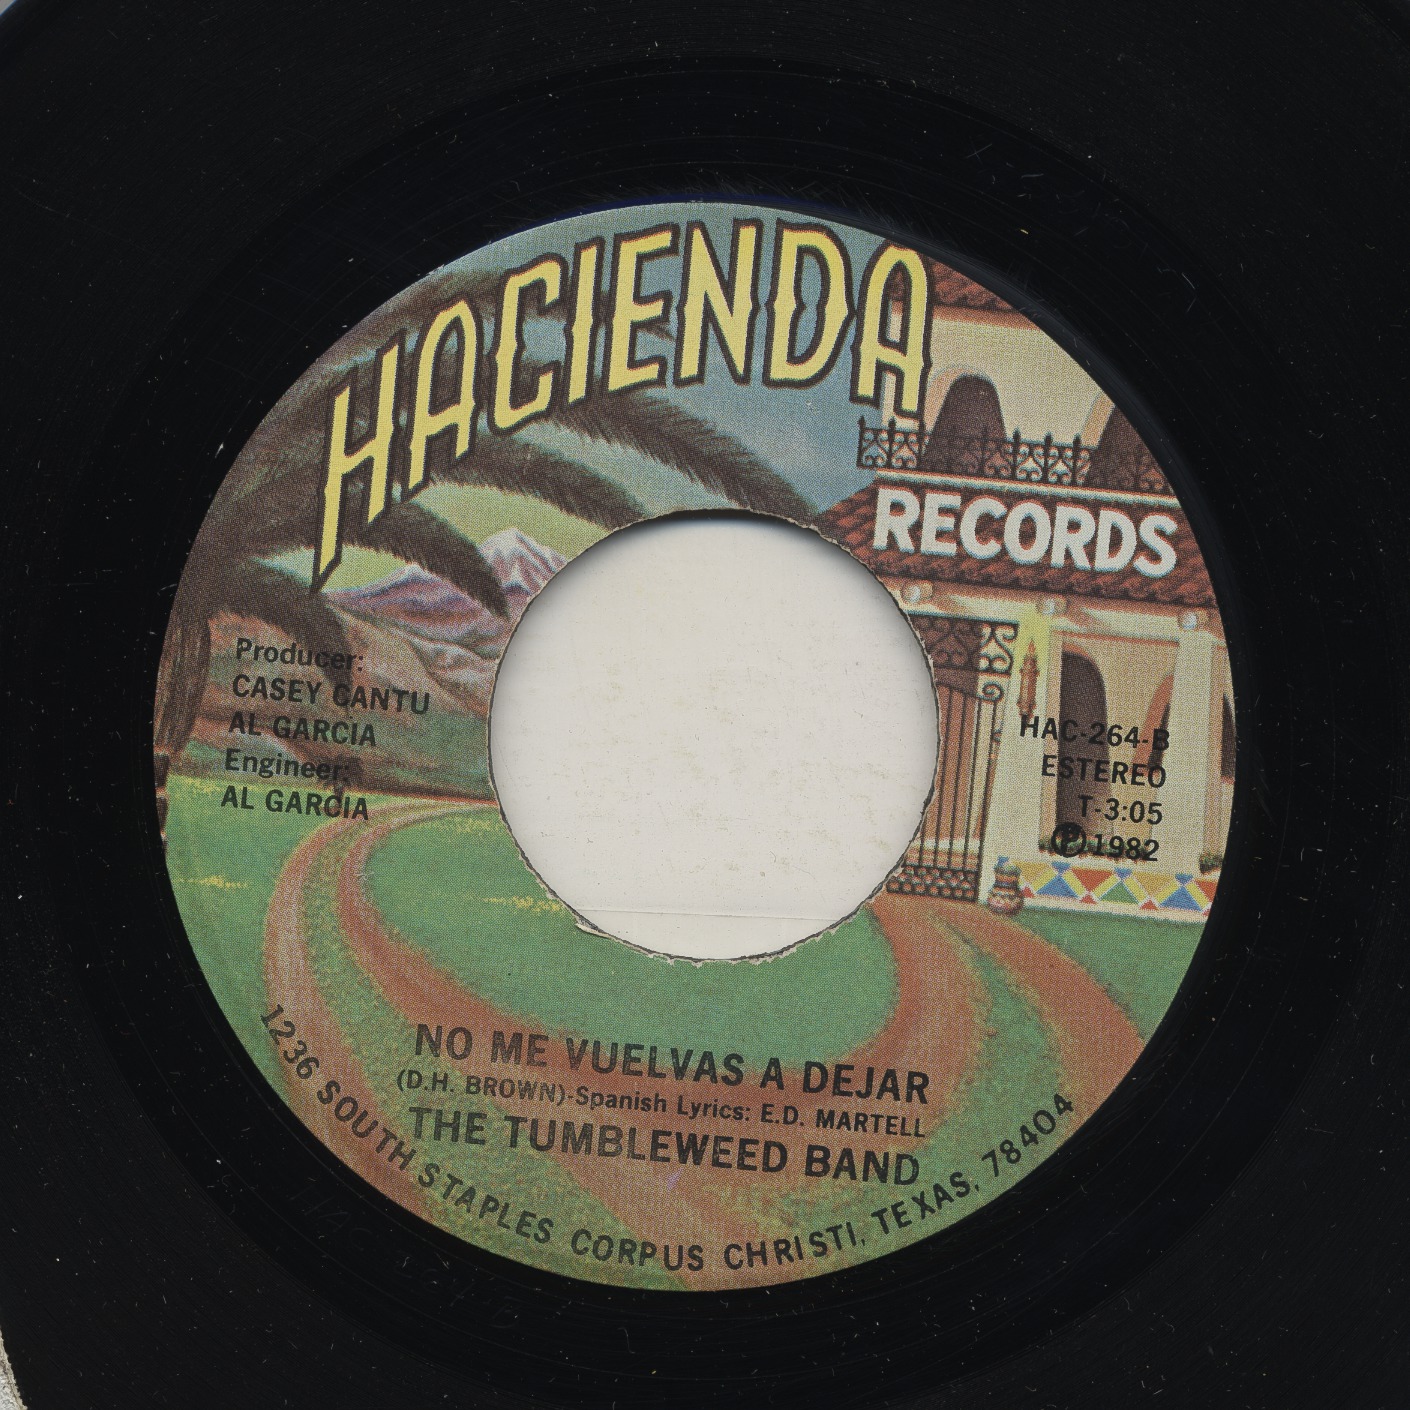 HACIENDA
RECORDS
Producer:
CASEY CANTU
AL GARCIA
Engineer:
AL GARCIA
HAC-264-B
ESTEREO
T-3:05
Ⓟ1982
NO ME VUELVAS A DEJAR
(D.H. BROWN)-Spanish Lyrics: E.D. MARTELL
THE TUMBLEWEED BAND
1236 SOUTH STAPLES CORPUS CHRISTI, TEXAS, 78404